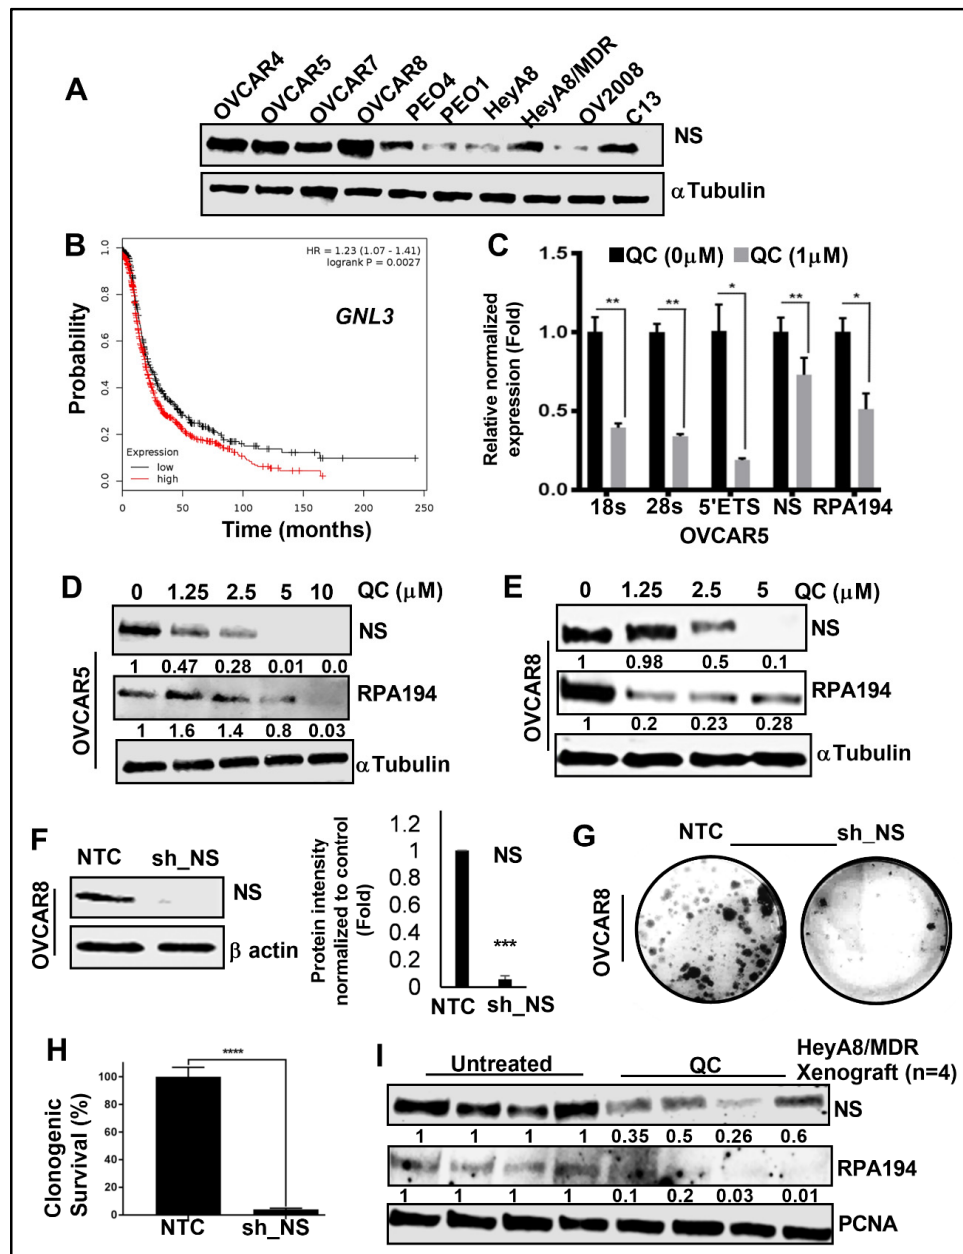 A
OVCAR4
OVCAR5
OVCAR7
OVCAR8
PEO4
PEO1
HeyA8
HeyA8/MDR
OV2008
C13
NS
αTubulin
B
1.0
0.8
0.6
0.4
0.2
0.0
Probability
HR = 1.23 (1.07 - 1.41)
logrank P = 0.0027
GNL3
Expression
low
high
0 50 100 150 200 250
Time (months)
C
QC (0μM) QC (1μM)
1.5
1.0
0.5
0.0
Relative normalized
expression (Fold)
** ** * ** *
18s 28s 5'ETS NS RPA194
OVCAR5
D
0 1.25 2.5 5 10 QC (μM)
OVCAR5
NS
1 0.47 0.28 0.01 0.0
RPA194
1 1.6 1.4 0.8 0.03
αTubulin
E
0 1.25 2.5 5 QC (μM)
OVCAR8
NS
1 0.98 0.5 0.1
RPA194
1 0.2 0.23 0.28
αTubulin
F
NTC sh_NS
OVCAR8
NS
β actin
Protein intensity
normalized to control
(Fold)
1.2
1
0.8
0.6
0.4
0.2
0
NS
***
NTC sh_NS
G
NTC sh_NS
OVCAR8
H
Clonogenic
Survival (%)
100
80
60
40
20
0
****
NTC sh_NS
I
Untreated QC
HeyA8/MDR
Xenograft (n=4)
NS
1 1 1 1 0.35 0.5 0.26 0.6
RPA194
1 1 1 1 0.1 0.2 0.03 0.01
PCNA